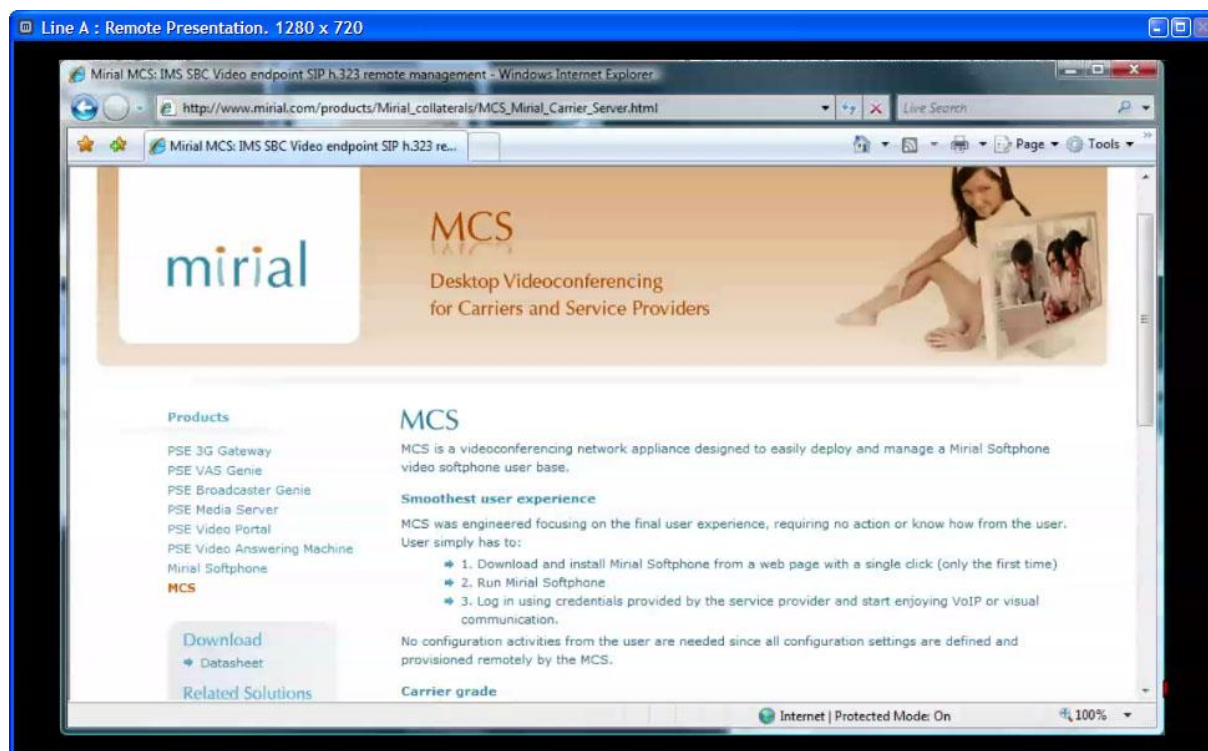 Line A : Remote Presentation. 1280 x 720
Mirial MCS: IMS SBC Video endpoint SIP h.323 remote management - Windows Internet Explorer
http://www.mirial.com/products/Mirial_collaterals/MCS_Mirial_Carrier_Server.html
Live Search
Mirial MCS: IMS SBC Video endpoint SIP h.323 re...
Page
Tools
mirial
MCS
Desktop Videoconferencing
for Carriers and Service Providers
Products
PSE 3G Gateway
PSE VAS Genie
PSE Broadcaster Genie
PSE Media Server
PSE Video Portal
PSE Video Answering Machine
Mirial Softphone
MCS
Download
Datasheet
Related Solutions
MCS
MCS is a videoconferencing network appliance designed to easily deploy and manage a Mirial Softphone
video softphone user base.
Smoothest user experience
MCS was engineered focusing on the final user experience, requiring no action or know how from the user.
User simply has to:
1. Download and install Mirial Softphone from a web page with a single click (only the first time)
2. Run Mirial Softphone
3. Log in using credentials provided by the service provider and start enjoying VoIP or visual
communication.
No configuration activities from the user are needed since all configuration settings are defined and
provisioned remotely by the MCS.
Carrier grade
Internet | Protected Mode: On
100%